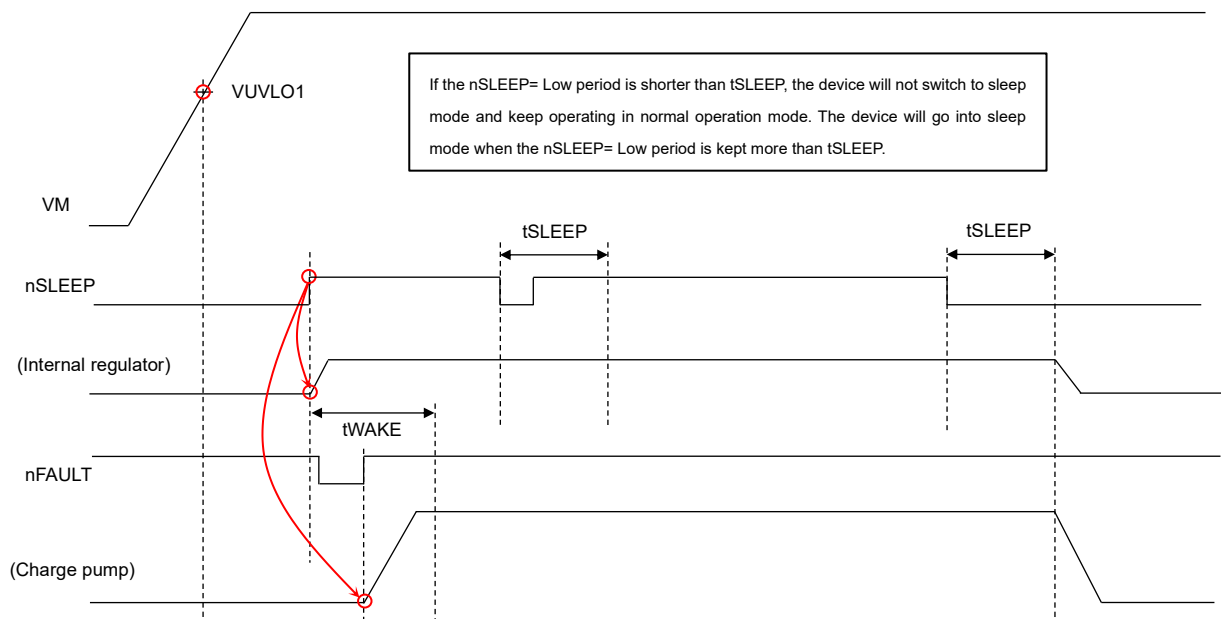 VUVLO1
If the nSLEEP= Low period is shorter than tSLEEP, the device will not switch to sleep
mode and keep operating in normal operation mode. The device will go into sleep
mode when the nSLEEP= Low period is kept more than tSLEEP.
VM
tSLEEP
tSLEEP
nSLEEP
(Internal regulator)
tWAKE
nFAULT
(Charge pump)